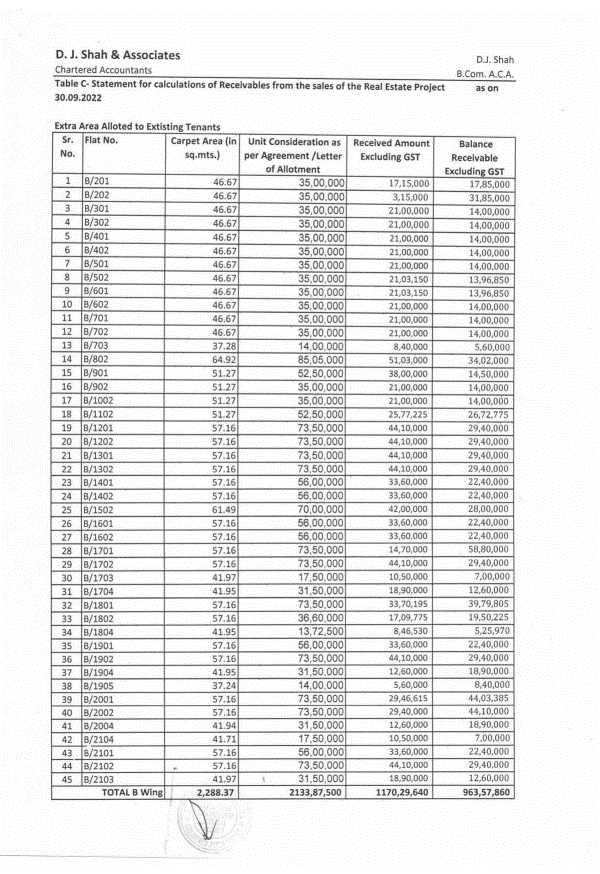 D. J. Shah & Associates
D.J. Shah
Chartered Accountants
B.Com. A.C.A.
Table C- Statement for calculations of Receivables from the sales of the Real Estate Project as on
30.09.2022
Extra Area Alloted to Extisting Tenants
Sr. No. Flat No. Carpet Area (in sq.mts.) Unit Consideration as per Agreement /Letter of Allotment Received Amount Excluding GST Balance Receivable Excluding GST
1 B/201 46.67 35,00,000 17,15,000 17,85,000
2 B/202 46.67 35,00,000 3,15,000 31,85,000
3 B/301 46.67 35,00,000 21,00,000 14,00,000
4 B/302 46.67 35,00,000 21,00,000 14,00,000
5 B/401 46.67 35,00,000 21,00,000 14,00,000
6 B/402 46.67 35,00,000 21,00,000 14,00,000
7 B/501 46.67 35,00,000 21,00,000 14,00,000
8 B/502 46.67 35,00,000 21,03,150 13,96,850
9 B/601 46.67 35,00,000 21,03,150 13,96,850
10 B/602 46.67 35,00,000 21,00,000 14,00,000
11 B/701 46.67 35,00,000 21,00,000 14,00,000
12 B/702 46.67 35,00,000 21,00,000 14,00,000
13 B/703 37.28 14,00,000 8,40,000 5,60,000
14 B/802 64.92 85,05,000 51,03,000 34,02,000
15 B/901 51.27 52,50,000 38,00,000 14,50,000
16 B/902 51.27 35,00,000 21,00,000 14,00,000
17 B/1002 51.27 35,00,000 21,00,000 14,00,000
18 B/1102 51.27 52,50,000 25,77,225 26,72,775
19 B/1201 57.16 73,50,000 44,10,000 29,40,000
20 B/1202 57.16 73,50,000 44,10,000 29,40,000
21 B/1301 57.16 73,50,000 44,10,000 29,40,000
22 B/1302 57.16 73,50,000 44,10,000 29,40,000
23 B/1401 57.16 56,00,000 33,60,000 22,40,000
24 B/1402 57.16 56,00,000 33,60,000 22,40,000
25 B/1502 61.49 70,00,000 42,00,000 28,00,000
26 B/1601 57.16 56,00,000 33,60,000 22,40,000
27 B/1602 57.16 56,00,000 33,60,000 22,40,000
28 B/1701 57.16 73,50,000 14,70,000 58,80,000
29 B/1702 57.16 73,50,000 44,10,000 29,40,000
30 B/1703 41.97 17,50,000 10,50,000 7,00,000
31 B/1704 41.95 31,50,000 18,90,000 12,60,000
32 B/1801 57.16 73,50,000 33,70,195 39,79,805
33 B/1802 57.16 36,60,000 17,09,775 19,50,225
34 B/1804 41.95 13,72,500 8,46,530 5,25,970
35 B/1901 57.16 56,00,000 33,60,000 22,40,000
36 B/1902 57.16 73,50,000 44,10,000 29,40,000
37 B/1904 41.95 31,50,000 12,60,000 18,90,000
38 B/1905 37.24 14,00,000 5,60,000 8,40,000
39 B/2001 57.16 73,50,000 29,46,615 44,03,385
40 B/2002 57.16 73,50,000 29,40,000 44,10,000
41 B/2004 41.94 31,50,000 12,60,000 18,90,000
42 B/2104 41.71 17,50,000 10,50,000 7,00,000
43 B/2101 57.16 56,00,000 33,60,000 22,40,000
44 B/2102 57.16 73,50,000 44,10,000 29,40,000
45 B/2103 41.97 31,50,000 18,90,000 12,60,000
TOTAL B Wing 2,288.37 2133,87,500 1170,29,640 963,57,860